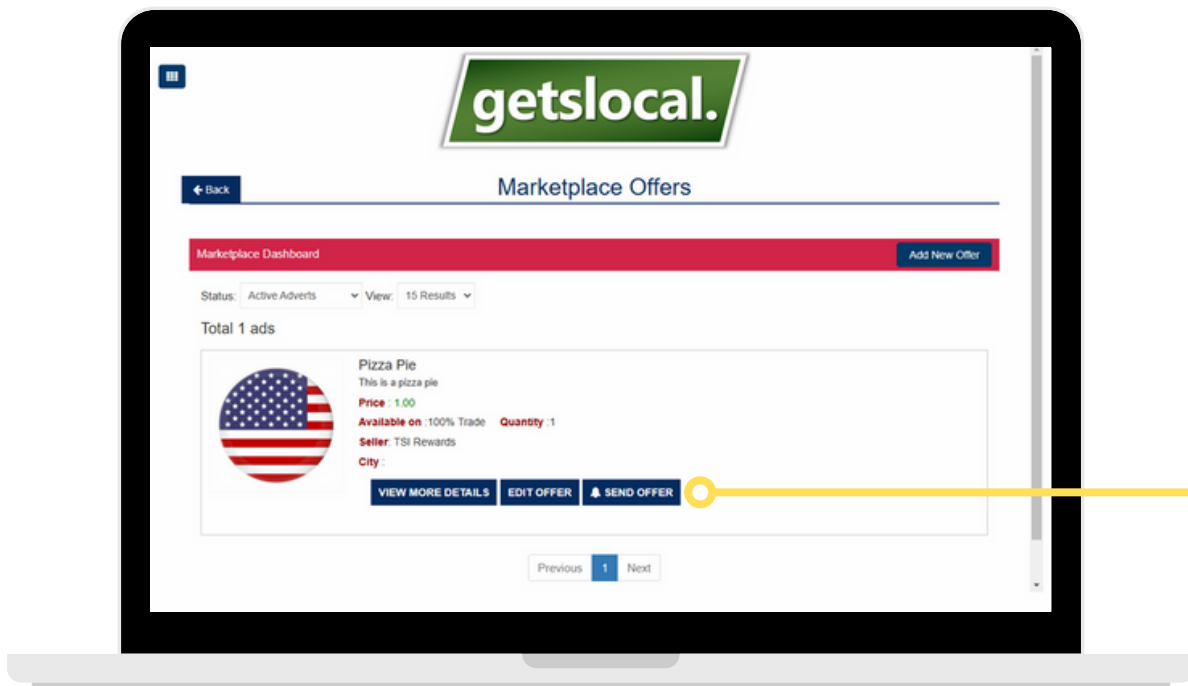 getslocal.
Back
Marketplace Offers
Marketplace Dashboard
Add New Offer
Status: Active Adverts View: 15 Results
Total 1 ads
Pizza Pie
This is a pizza pie
Price : 1.00
Available on :100% Trade Quantity :1
Seller: TSI Rewards
City :
VIEW MORE DETAILS EDIT OFFER SEND OFFER
Previous 1 Next